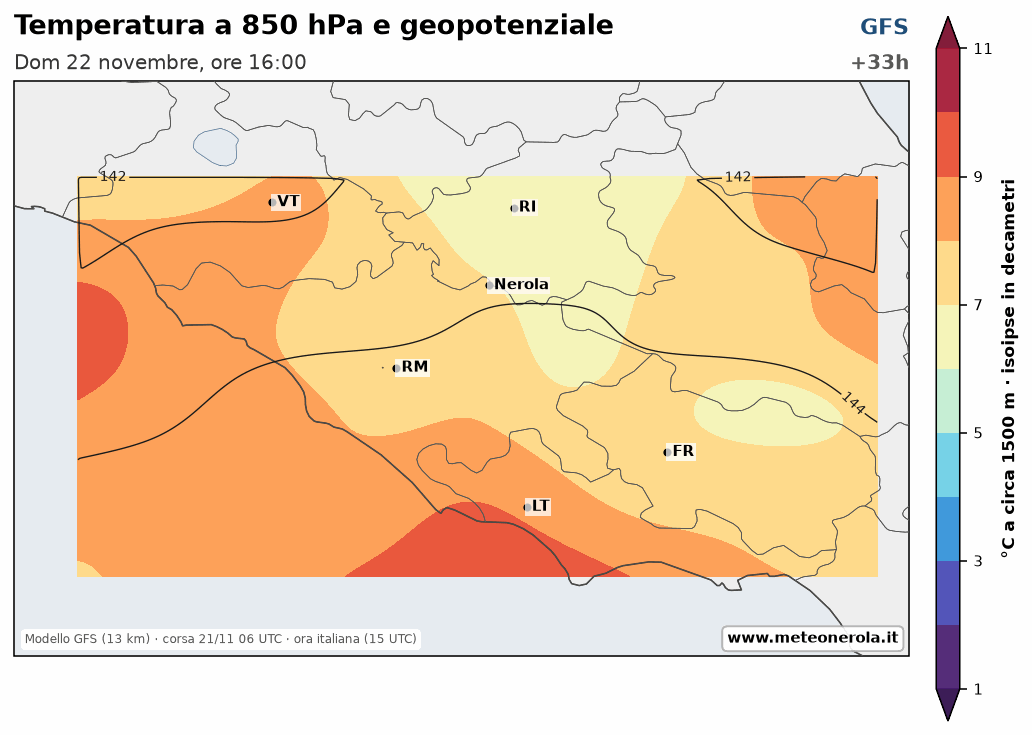 Temperatura a 850 hPa e geopotenziale
GFS
Dom 22 novembre, ore 16:00
+33h
142
142
VT
RI
Nerola
RM
144
FR
LT
11
9
7
5
3
1
°C a circa 1500 m · isoipse in decametri
Modello GFS (13 km) · corsa 21/11 06 UTC · ora italiana (15 UTC)
www.meteonerola.it